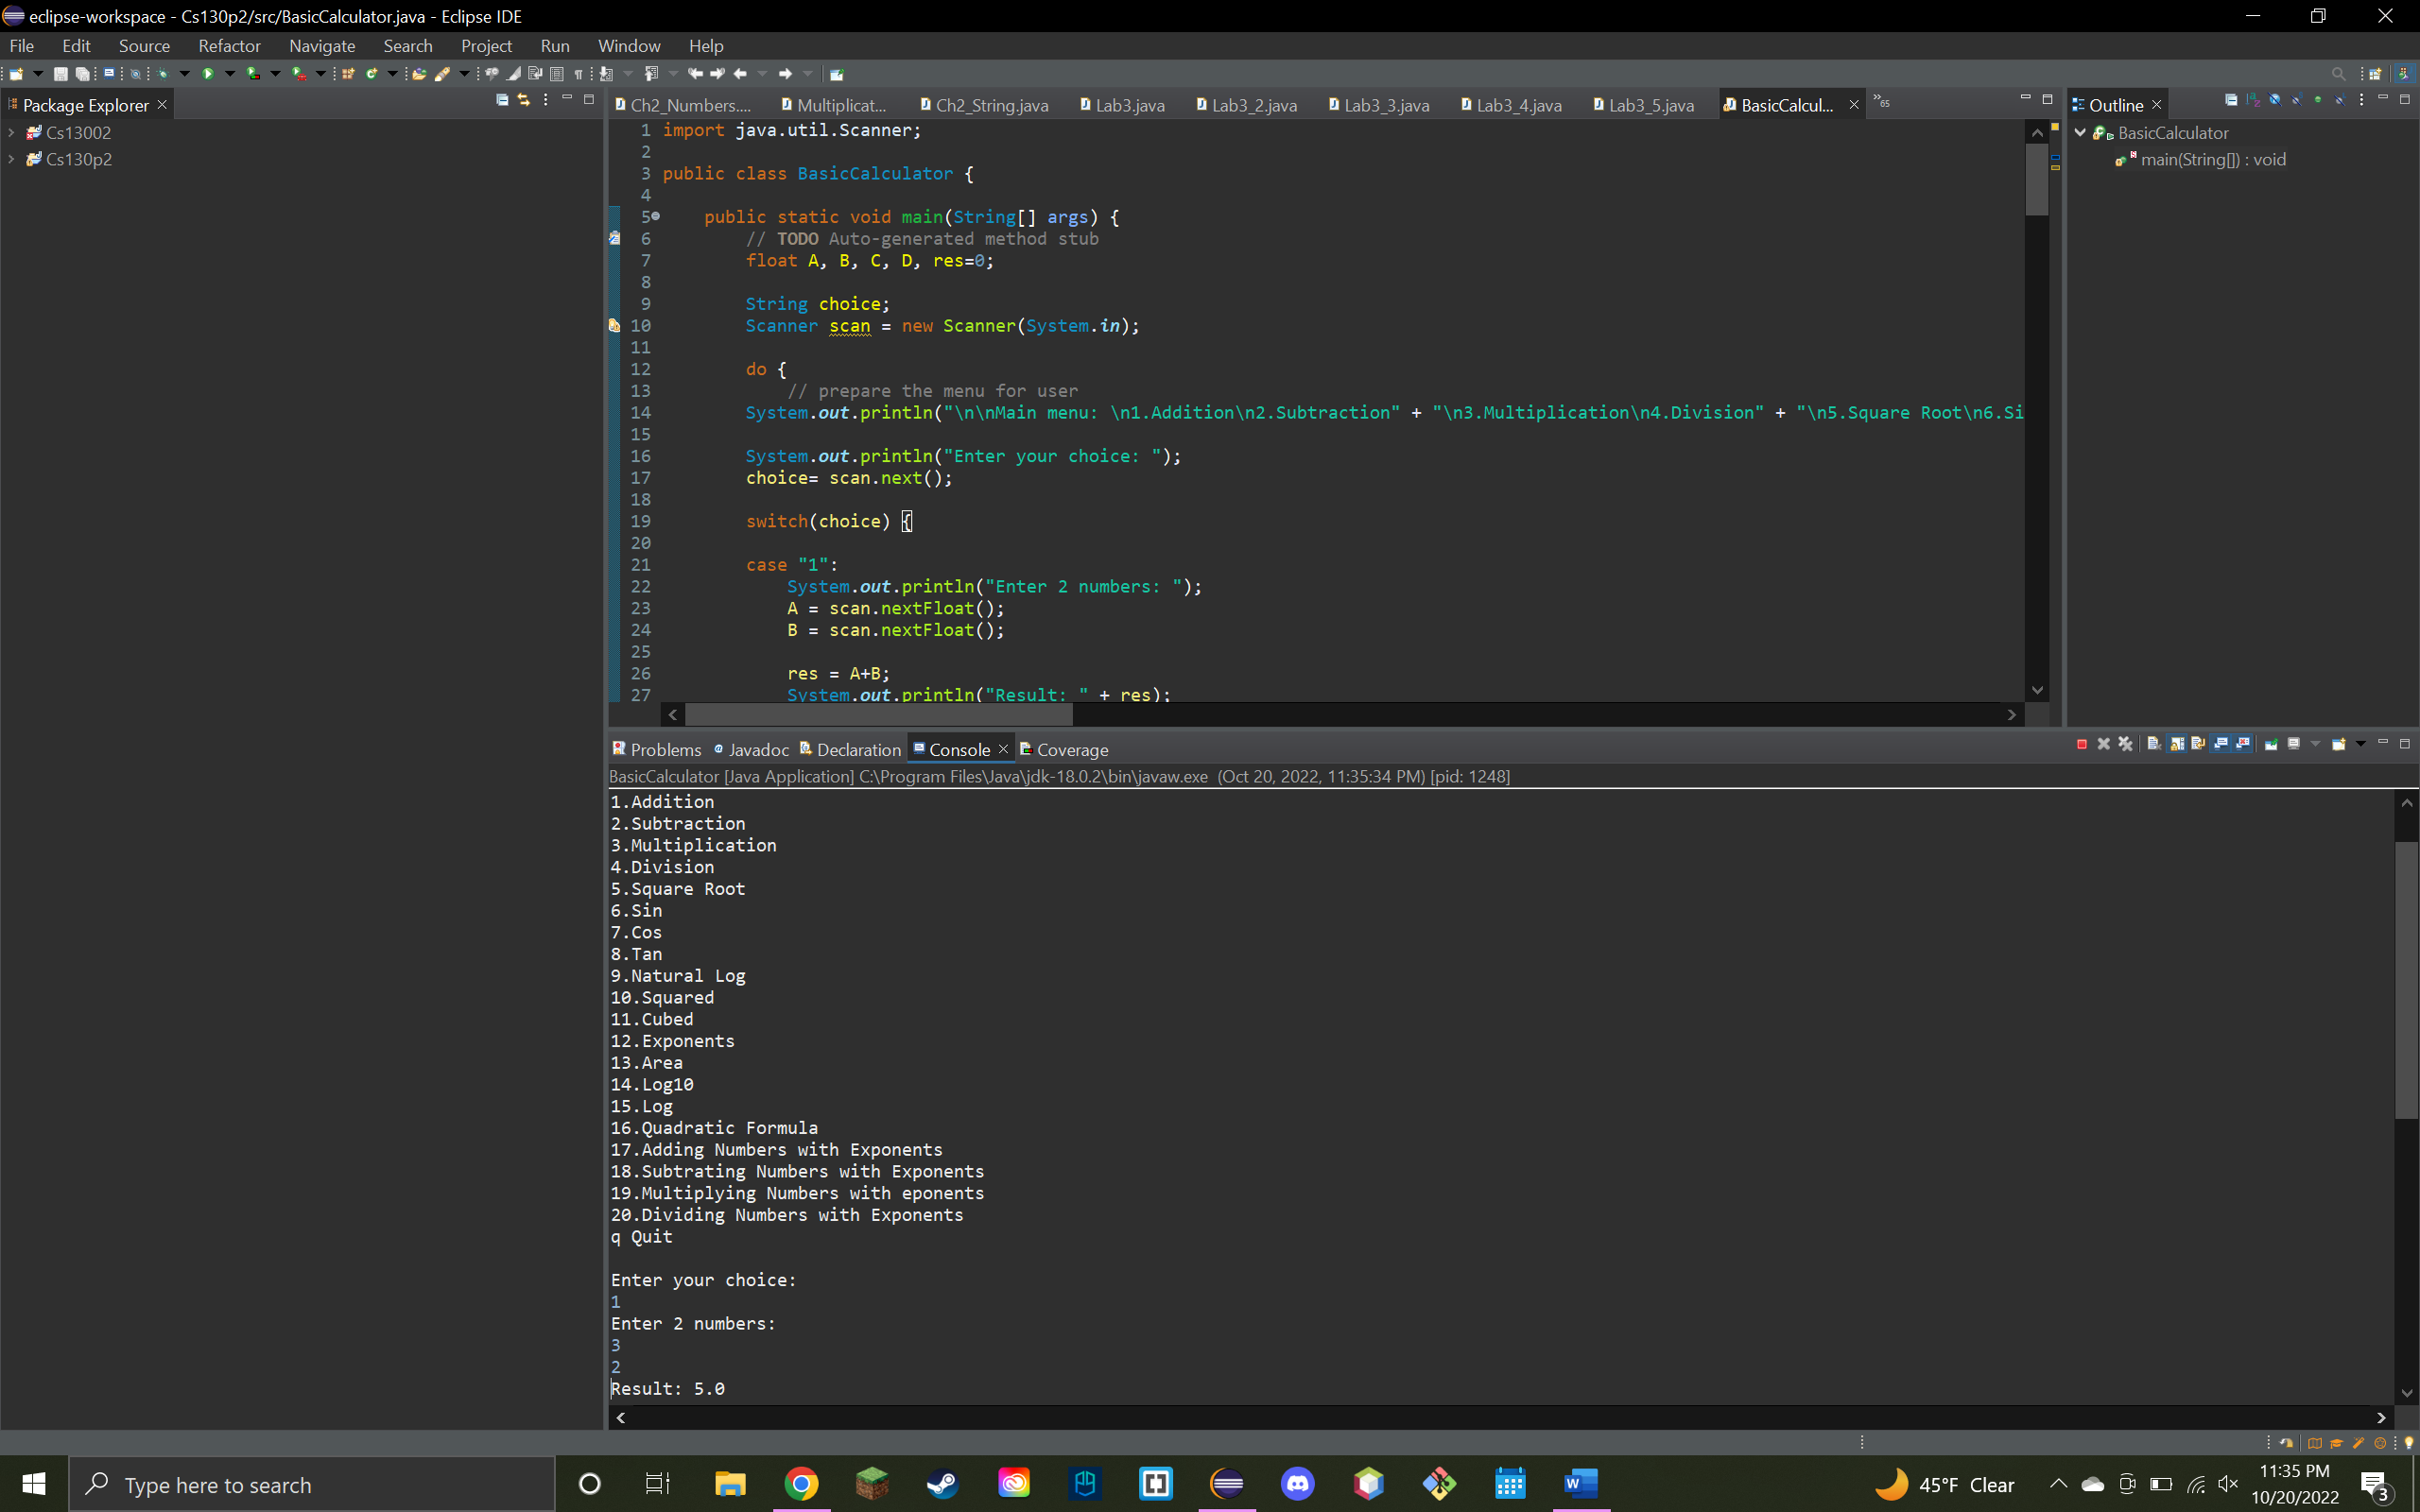 eclipse-workspace - Cs130p2/src/BasicCalculator.java - Eclipse IDE
File Edit Source Refactor Navigate Search Project Run Window Help
Package Explorer
Cs13002
Cs130p2
Ch2_Numbers.... Multiplicat... Ch2_String.java Lab3.java Lab3_2.java Lab3_3.java Lab3_4.java Lab3_5.java BasicCalcul... »65
1 import java.util.Scanner;
2
3 public class BasicCalculator {
4
5 public static void main(String[] args) {
6 // TODO Auto-generated method stub
7 float A, B, C, D, res=0;
8
9 String choice;
10 Scanner scan = new Scanner(System.in);
11
12 do {
13 // prepare the menu for user
14 System.out.println("\n\nMain menu: \n1.Addition\n2.Subtraction" + "\n3.Multiplication\n4.Division" + "\n5.Square Root\n6.Si
15
16 System.out.println("Enter your choice: ");
17 choice= scan.next();
18
19 switch(choice) {
20
21 case "1":
22 System.out.println("Enter 2 numbers: ");
23 A = scan.nextFloat();
24 B = scan.nextFloat();
25
26 res = A+B;
27 System.out.println("Result: " + res);
Outline
BasicCalculator
main(String[]) : void
Problems Javadoc Declaration Console Coverage
BasicCalculator [Java Application] C:\Program Files\Java\jdk-18.0.2\bin\javaw.exe (Oct 20, 2022, 11:35:34 PM) [pid: 1248]
1.Addition
2.Subtraction
3.Multiplication
4.Division
5.Square Root
6.Sin
7.Cos
8.Tan
9.Natural Log
10.Squared
11.Cubed
12.Exponents
13.Area
14.Log10
15.Log
16.Quadratic Formula
17.Adding Numbers with Exponents
18.Subtrating Numbers with Exponents
19.Multiplying Numbers with eponents
20.Dividing Numbers with Exponents
q Quit
Enter your choice:
1
Enter 2 numbers:
3
2
Result: 5.0
Type here to search
45°F Clear
11:35 PM
10/20/2022
3